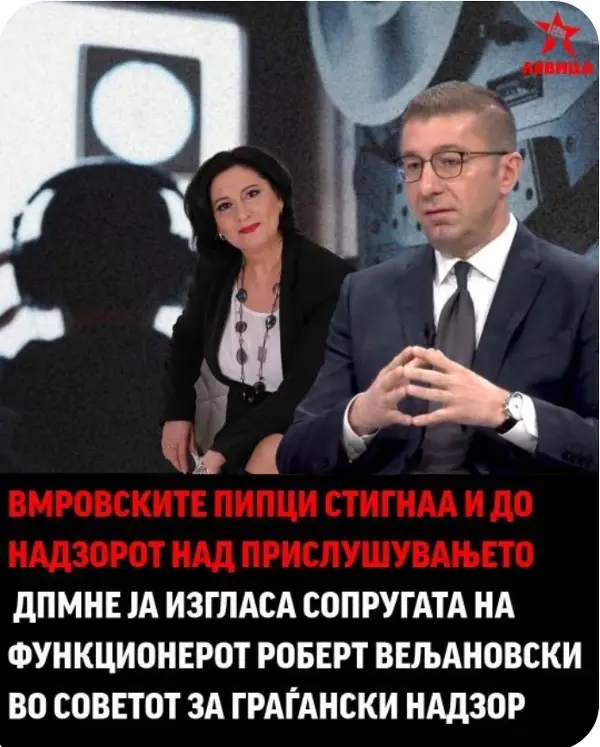 ЛЕВИЦА
ВМРОВСКИТЕ ПИПЦИ СТИГНАА И ДО
НАДЗОРОТ НАД ПРИСЛУШУВАЊЕТО
ДПМНЕ ЈА ИЗГЛАСА СОПРУГАТА НА
ФУНКЦИОНЕРОТ РОБЕРТ ВЕЉАНОВСКИ
ВО СОВЕТОТ ЗА ГРАЃАНСКИ НАДЗОР